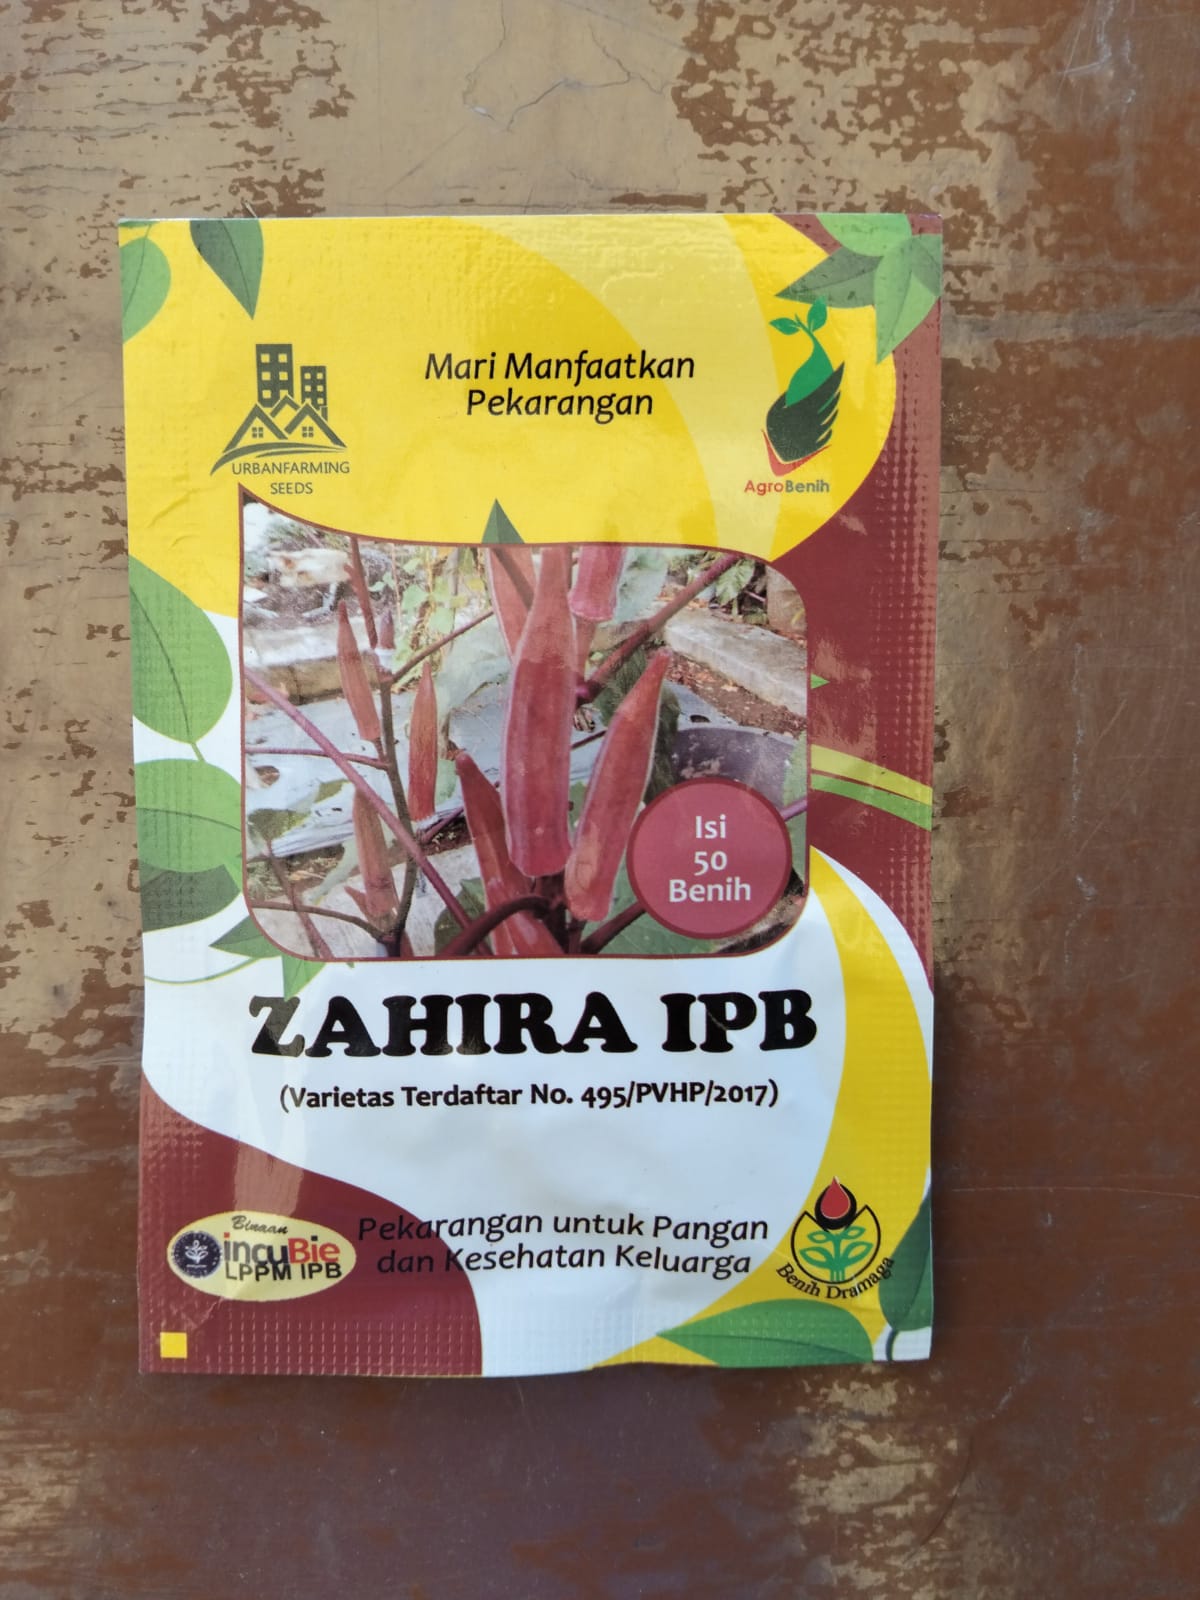 Mari Manfaatkan
Pekarangan
URBANFARMING
SEEDS
AgroBenih
Isi
50
Benih
ZAHIRA IPB
(Varietas Terdaftar No. 495/PVHP/2017)
Binaan
incuBie
LPPM IPB
Pekarangan untuk Pangan
dan Kesehatan Keluarga
Benih Dramaga